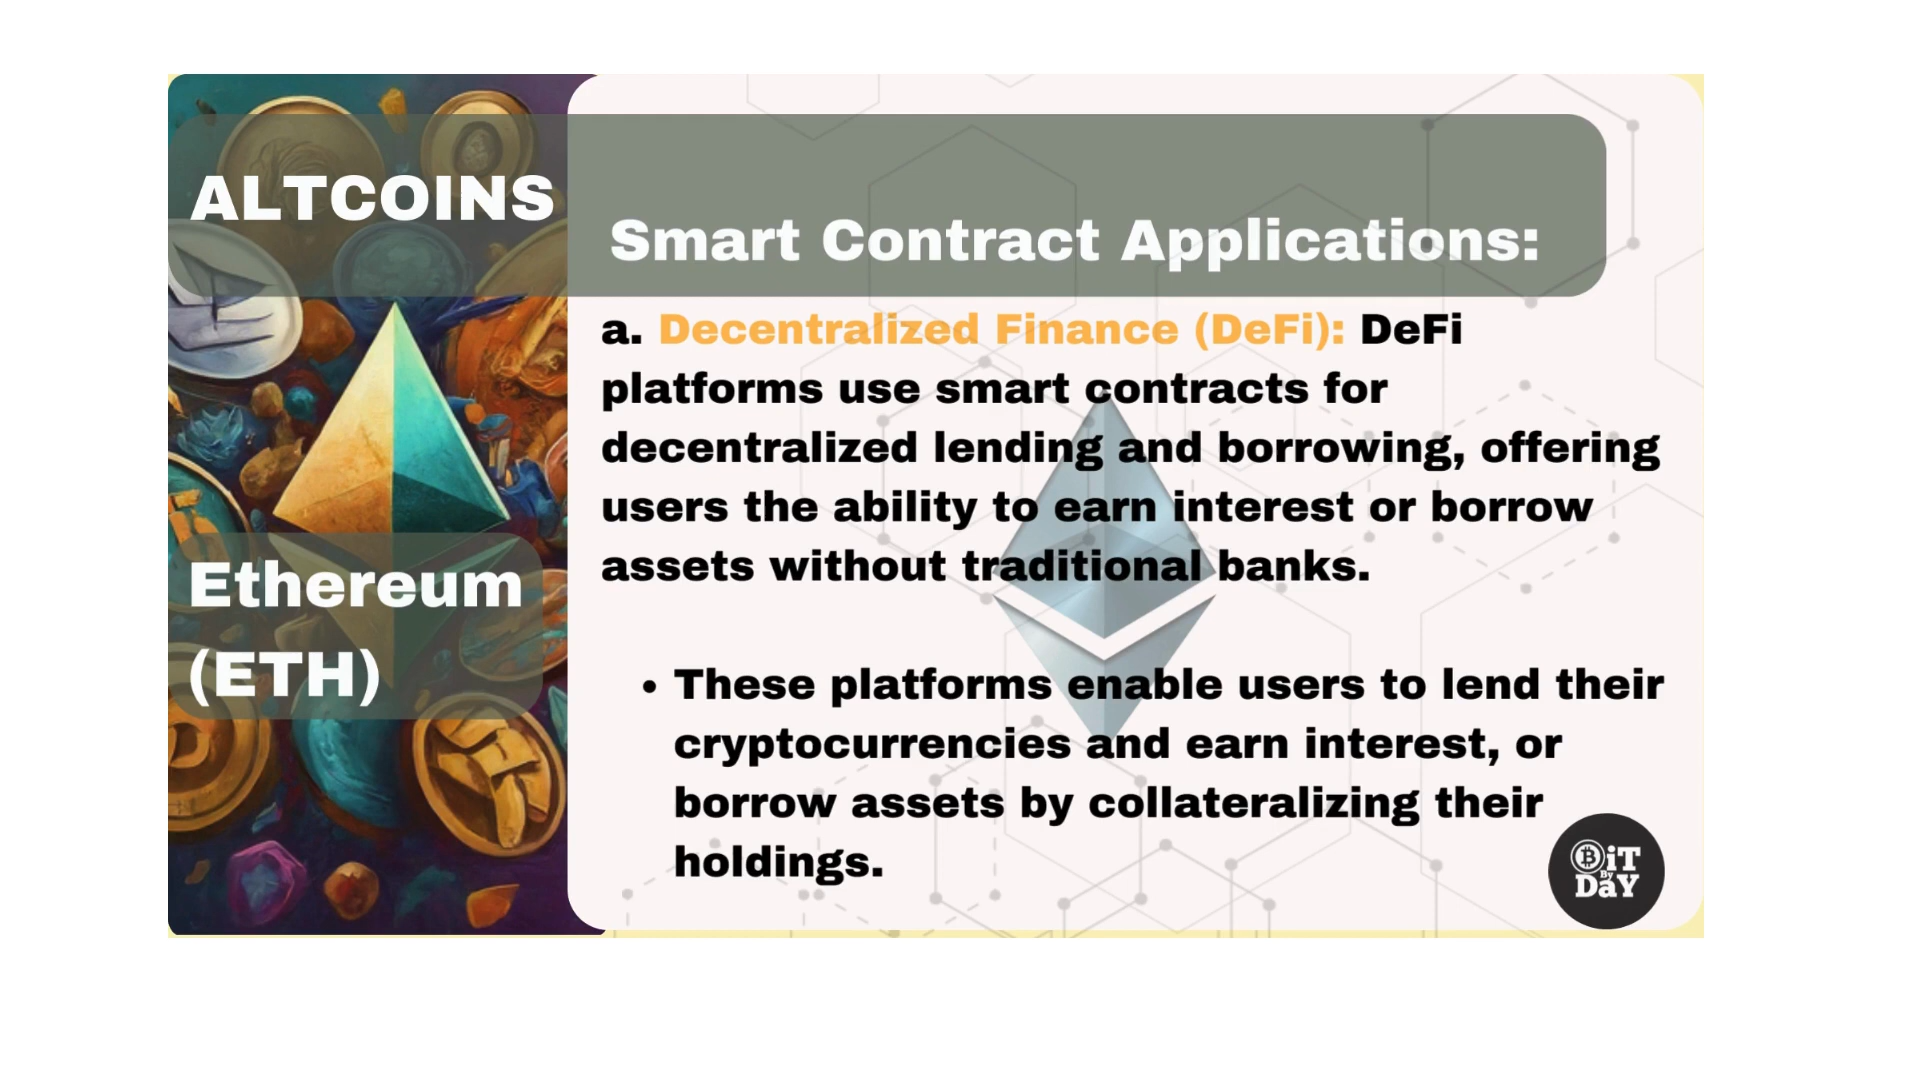 ALTCOINS
Smart Contract Applications:
a. Decentralized Finance (DeFi): DeFi
platforms use smart contracts for
decentralized lending and borrowing, offering
users the ability to earn interest or borrow
assets without traditional banks.
• These platforms enable users to lend their
cryptocurrencies and earn interest, or
borrow assets by collateralizing their
holdings.
Ethereum
(ETH)
BiT
By
DaY